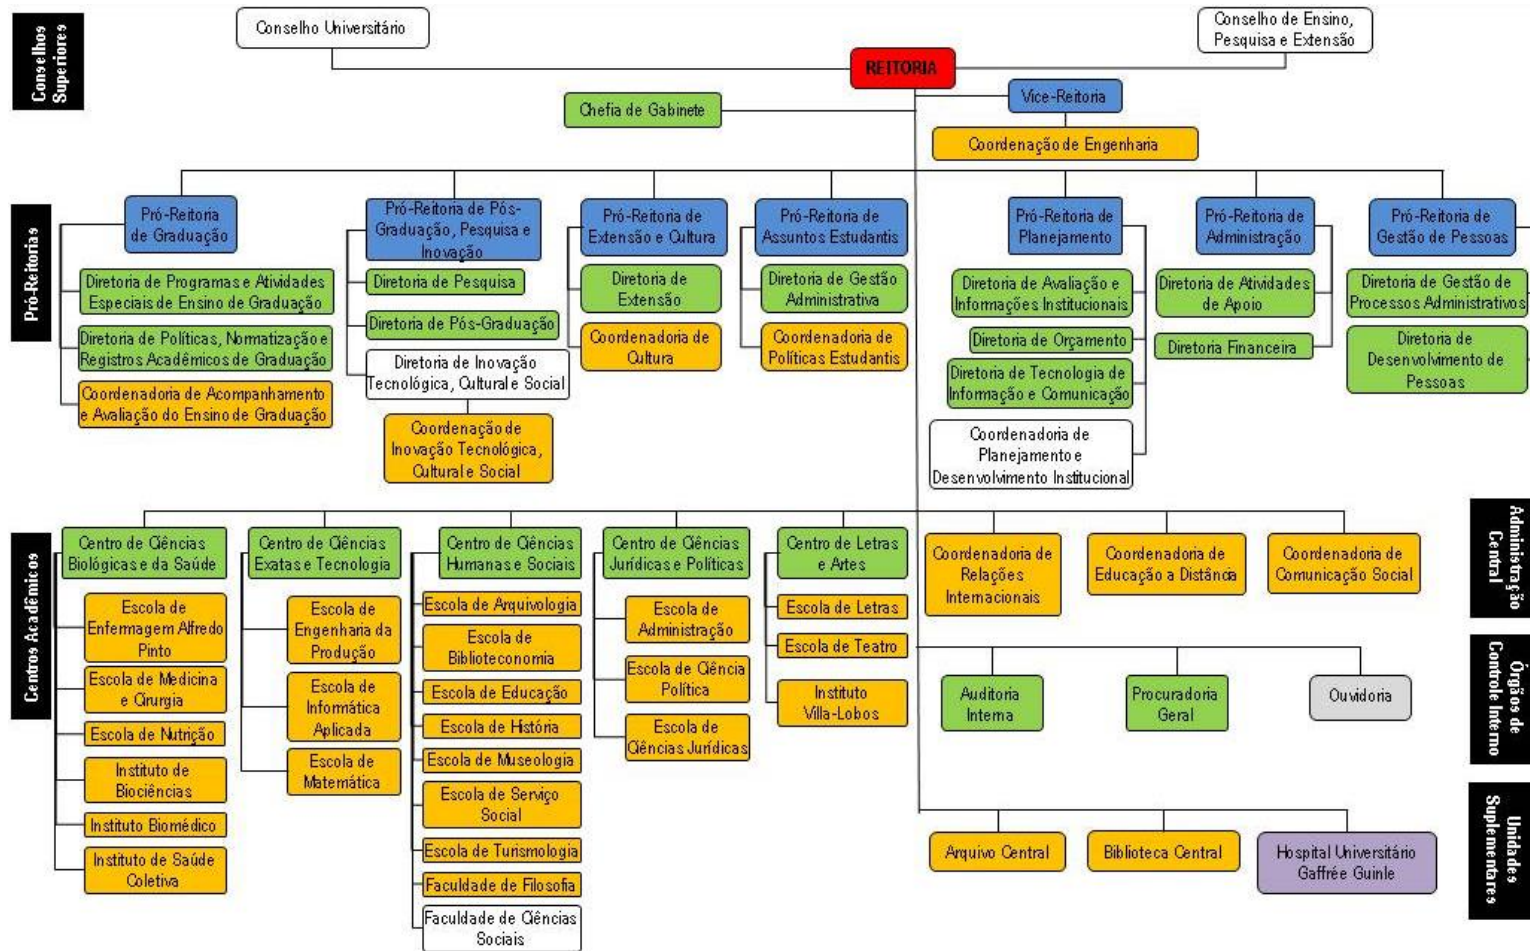 Conselhos
Superiores
Conselho Universitário
Conselho de Ensino,
Pesquisa e Extensão
REITORIA
Vice-Reitoria
Chefia de Gabinete
Coordenação de Engenharia
Pró-Reitorias
Pró-Reitoria
de Graduação
Diretoria de Programas e Atividades
Especiais de Ensino de Graduação
Diretoria de Políticas, Normatização e
Registros Acadêmicos de Graduação
Coordenadoria de Acompanhamento
e Avaliação do Ensino de Graduação
Pró-Reitoria de Pós-
Graduação, Pesquisa e
Inovação
Diretoria de Pesquisa
Diretoria de Pós-Graduação
Diretoria de Inovação
Tecnológica, Cultural e Social
Coordenação de
Inovação Tecnológica,
Cultural e Social
Pró-Reitoria de
Extensão e Cultura
Diretoria de
Extensão
Coordenadoria de
Cultura
Pró-Reitoria de
Assuntos Estudantis
Diretoria de Gestão
Administrativa
Coordenadoria de
Políticas Estudantis
Pró-Reitoria de
Planejamento
Diretoria de Avaliação e
Informações Institucionais
Diretoria de Orçamento
Diretoria de Tecnologia de
Informação e Comunicação
Coordenadoria de
Planejamento e
Desenvolvimento Institucional
Pró-Reitoria de
Administração
Diretoria de Atividades
de Apoio
Diretoria Financeira
Pró-Reitoria de
Gestão de Pessoas
Diretoria de Gestão de
Processos Administrativos
Diretoria de
Desenvolvimento de
Pessoas
Centros Acadêmicos
Centro de Ciências
Biológicas e da Saúde
Escola de
Enfermagem Alfredo
Pinto
Escola de Medicina
e Cirurgia
Escola de Nutrição
Instituto de
Biociências
Instituto Biomédico
Instituto de Saúde
Coletiva
Centro de Ciências
Exatas e Tecnologia
Escola de
Engenharia da
Produção
Escola de
Informática
Aplicada
Escola de
Matemática
Centro de Ciências
Humanas e Sociais
Escola de Arquivologia
Escola de
Biblioteconomia
Escola de Educação
Escola de História
Escola de Museologia
Escola de Serviço
Social
Escola de Turismologia
Faculdade de Filosofia
Faculdade de Ciências
Sociais
Centro de Ciências
Jurídicas e Políticas
Escola de
Administração
Escola de Ciência
Política
Escola de
Ciências Jurídicas
Centro de Letras
e Artes
Escola de Letras
Escola de Teatro
Instituto
Villa-Lobos
Administração
Central
Coordenadoria de
Relações
Internacionais
Coordenadoria de
Educação a Distância
Coordenadoria de
Comunicação Social
Órgãos de
Controle Interno
Auditoria
Interna
Procuradoria
Geral
Ouvidoria
Unidades
Suplementares
Arquivo Central
Biblioteca Central
Hospital Universitário
Gaffrée Guinle